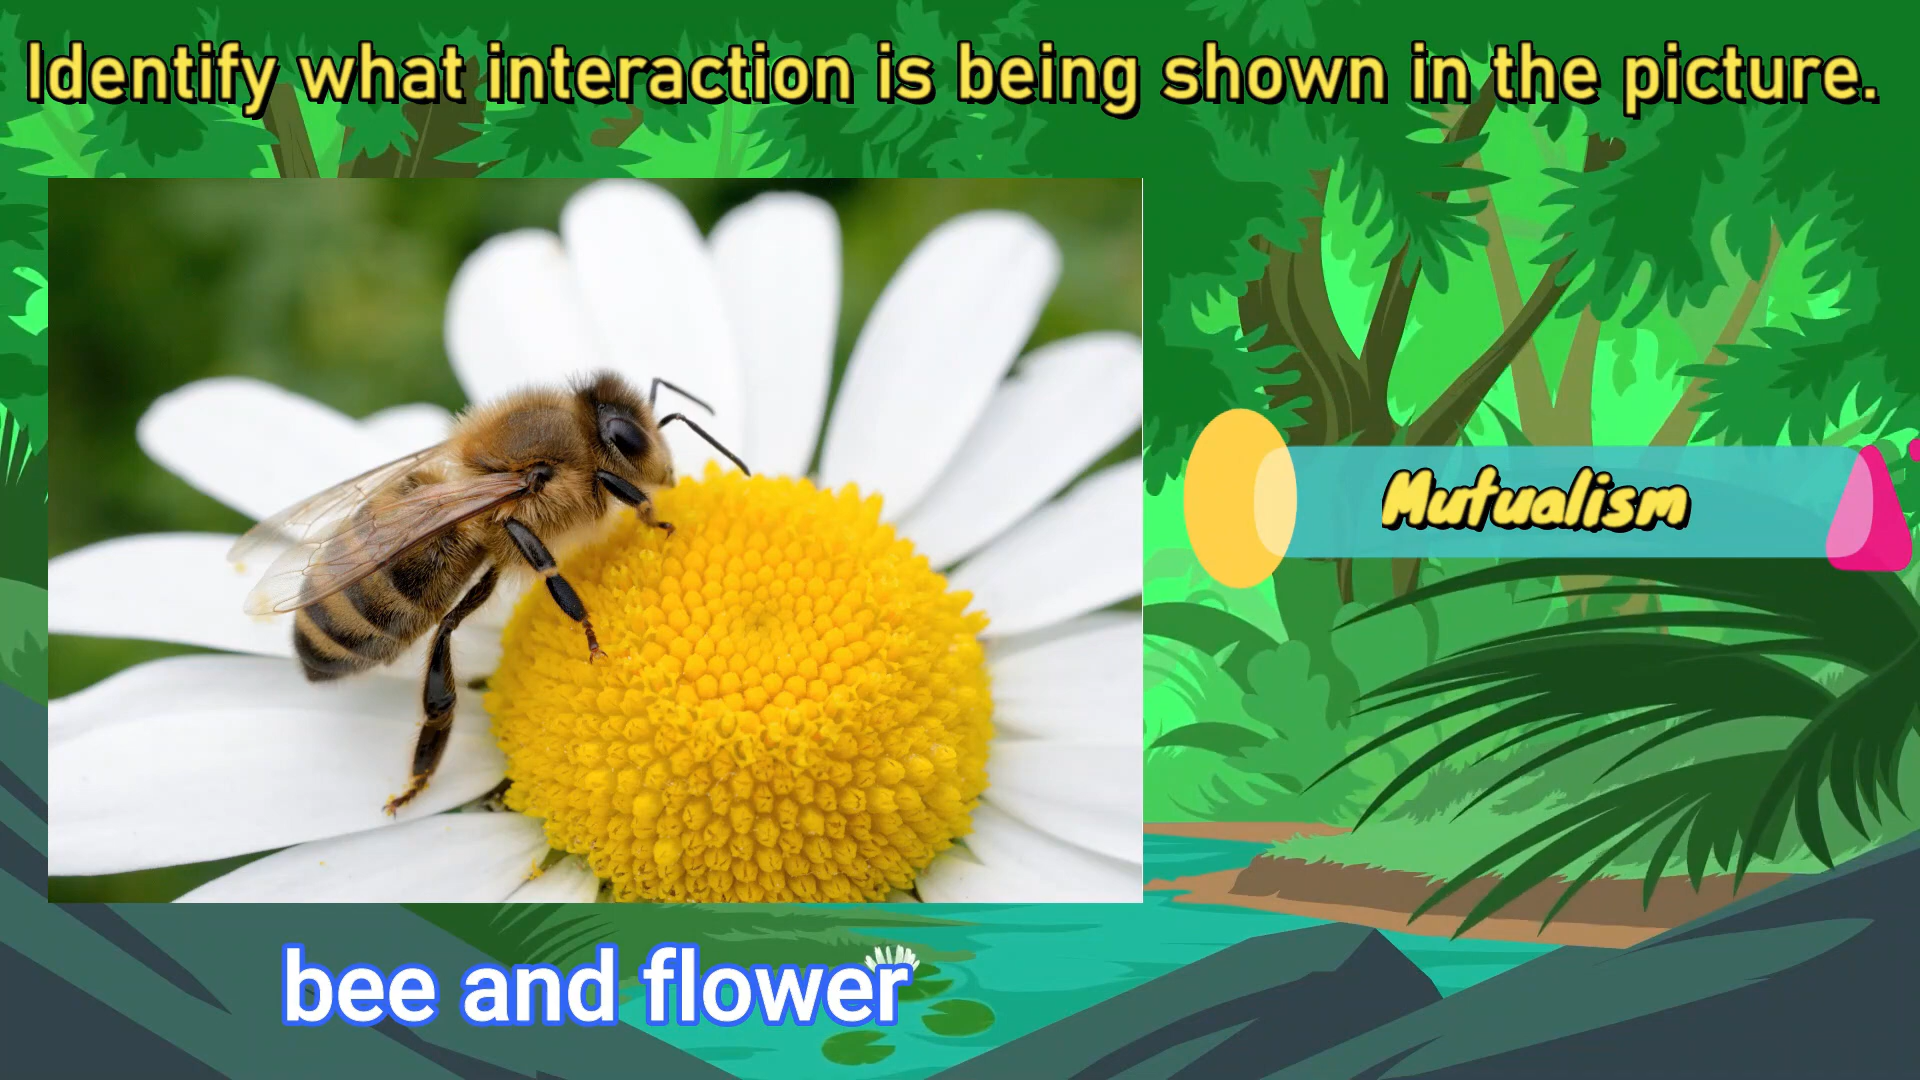 Identify what interaction is being shown in the picture.
Mutualism
bee and flower